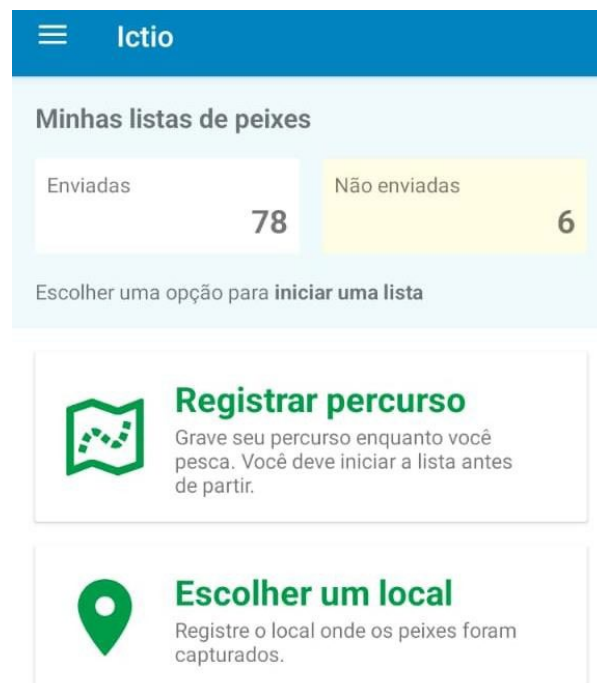 Ictio
Minhas listas de peixes
Enviadas
78
Não enviadas
6
Escolher uma opção para iniciar uma lista
Registrar percurso
Grave seu percurso enquanto você
pesca. Você deve iniciar a lista antes
de partir.
Escolher um local
Registre o local onde os peixes foram
capturados.